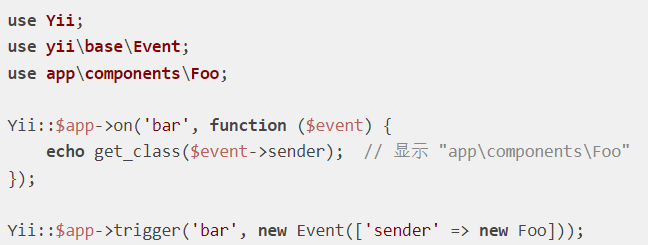 use Yii;
use yii\base\Event;
use app\components\Foo;
Yii::$app->on('bar', function ($event) {
    echo get_class($event->sender);  // 显示 "app\components\Foo"
});
Yii::$app->trigger('bar', new Event(['sender' => new Foo]));